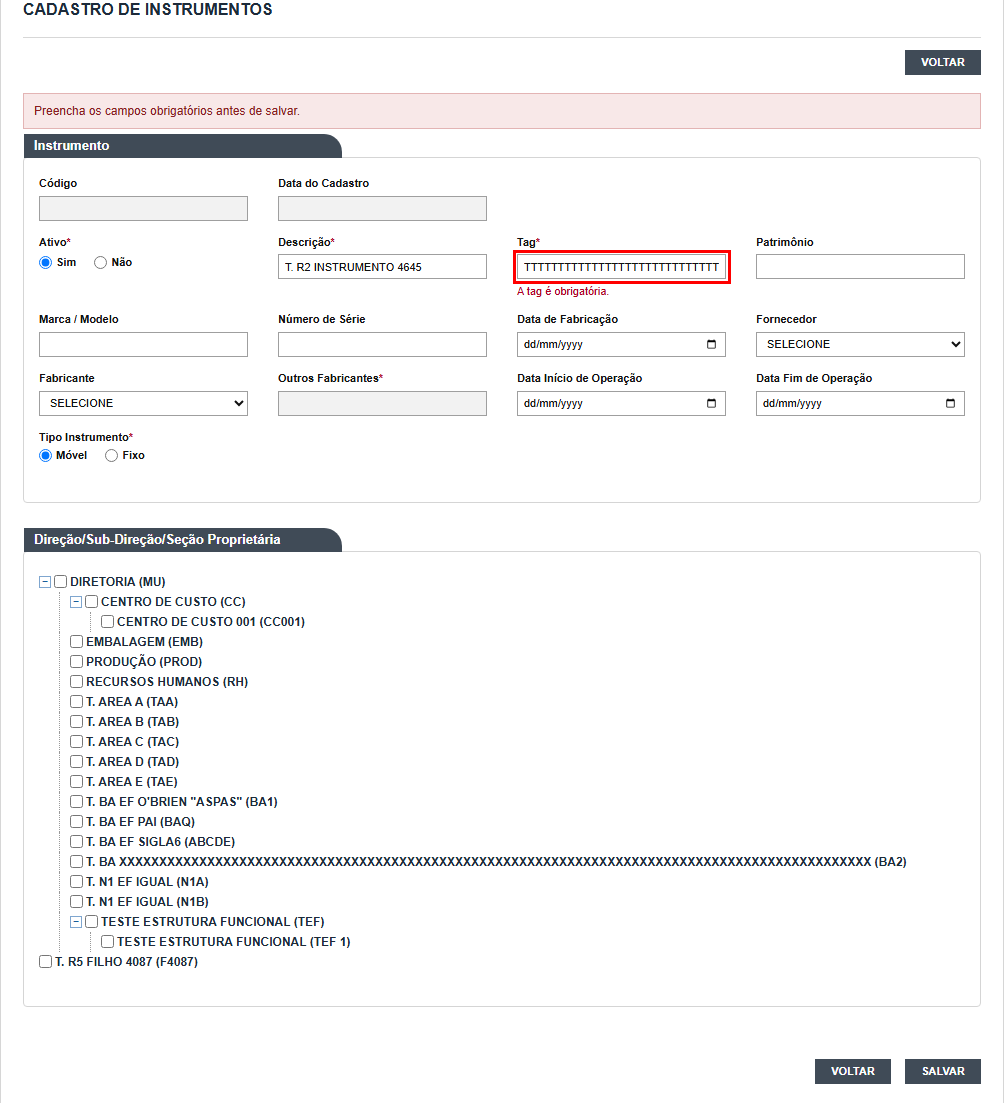 CADASTRO DE INSTRUMENTOS
VOLTAR
Preencha os campos obrigatórios antes de salvar.
Instrumento
Código Data do Cadastro
Ativo* Descrição* Tag* Patrimônio
Sim Não T. R2 INSTRUMENTO 4645 TTTTTTTTTTTTTTTTTTTTTTTTTTTTT
A tag é obrigatória.
Marca / Modelo Número de Série Data de Fabricação Fornecedor
dd/mm/yyyy SELECIONE
Fabricante Outros Fabricantes* Data Início de Operação Data Fim de Operação
SELECIONE dd/mm/yyyy dd/mm/yyyy
Tipo Instrumento*
Móvel Fixo
Direção/Sub-Direção/Seção Proprietária
DIRETORIA (MU)
CENTRO DE CUSTO (CC)
CENTRO DE CUSTO 001 (CC001)
EMBALAGEM (EMB)
PRODUÇÃO (PROD)
RECURSOS HUMANOS (RH)
T. AREA A (TAA)
T. AREA B (TAB)
T. AREA C (TAC)
T. AREA D (TAD)
T. AREA E (TAE)
T. BA EF O'BRIEN "ASPAS" (BA1)
T. BA EF PAI (BAQ)
T. BA EF SIGLA6 (ABCDE)
T. BA XXXXXXXXXXXXXXXXXXXXXXXXXXXXXXXXXXXXXXXXXXXXXXXXXXXXXXXXXXXXXXXXXXXXXXXXXXXXXXXXXXXXXXXXXXXXXX (BA2)
T. N1 EF IGUAL (N1A)
T. N1 EF IGUAL (N1B)
TESTE ESTRUTURA FUNCIONAL (TEF)
TESTE ESTRUTURA FUNCIONAL (TEF 1)
T. R5 FILHO 4087 (F4087)
VOLTAR SALVAR